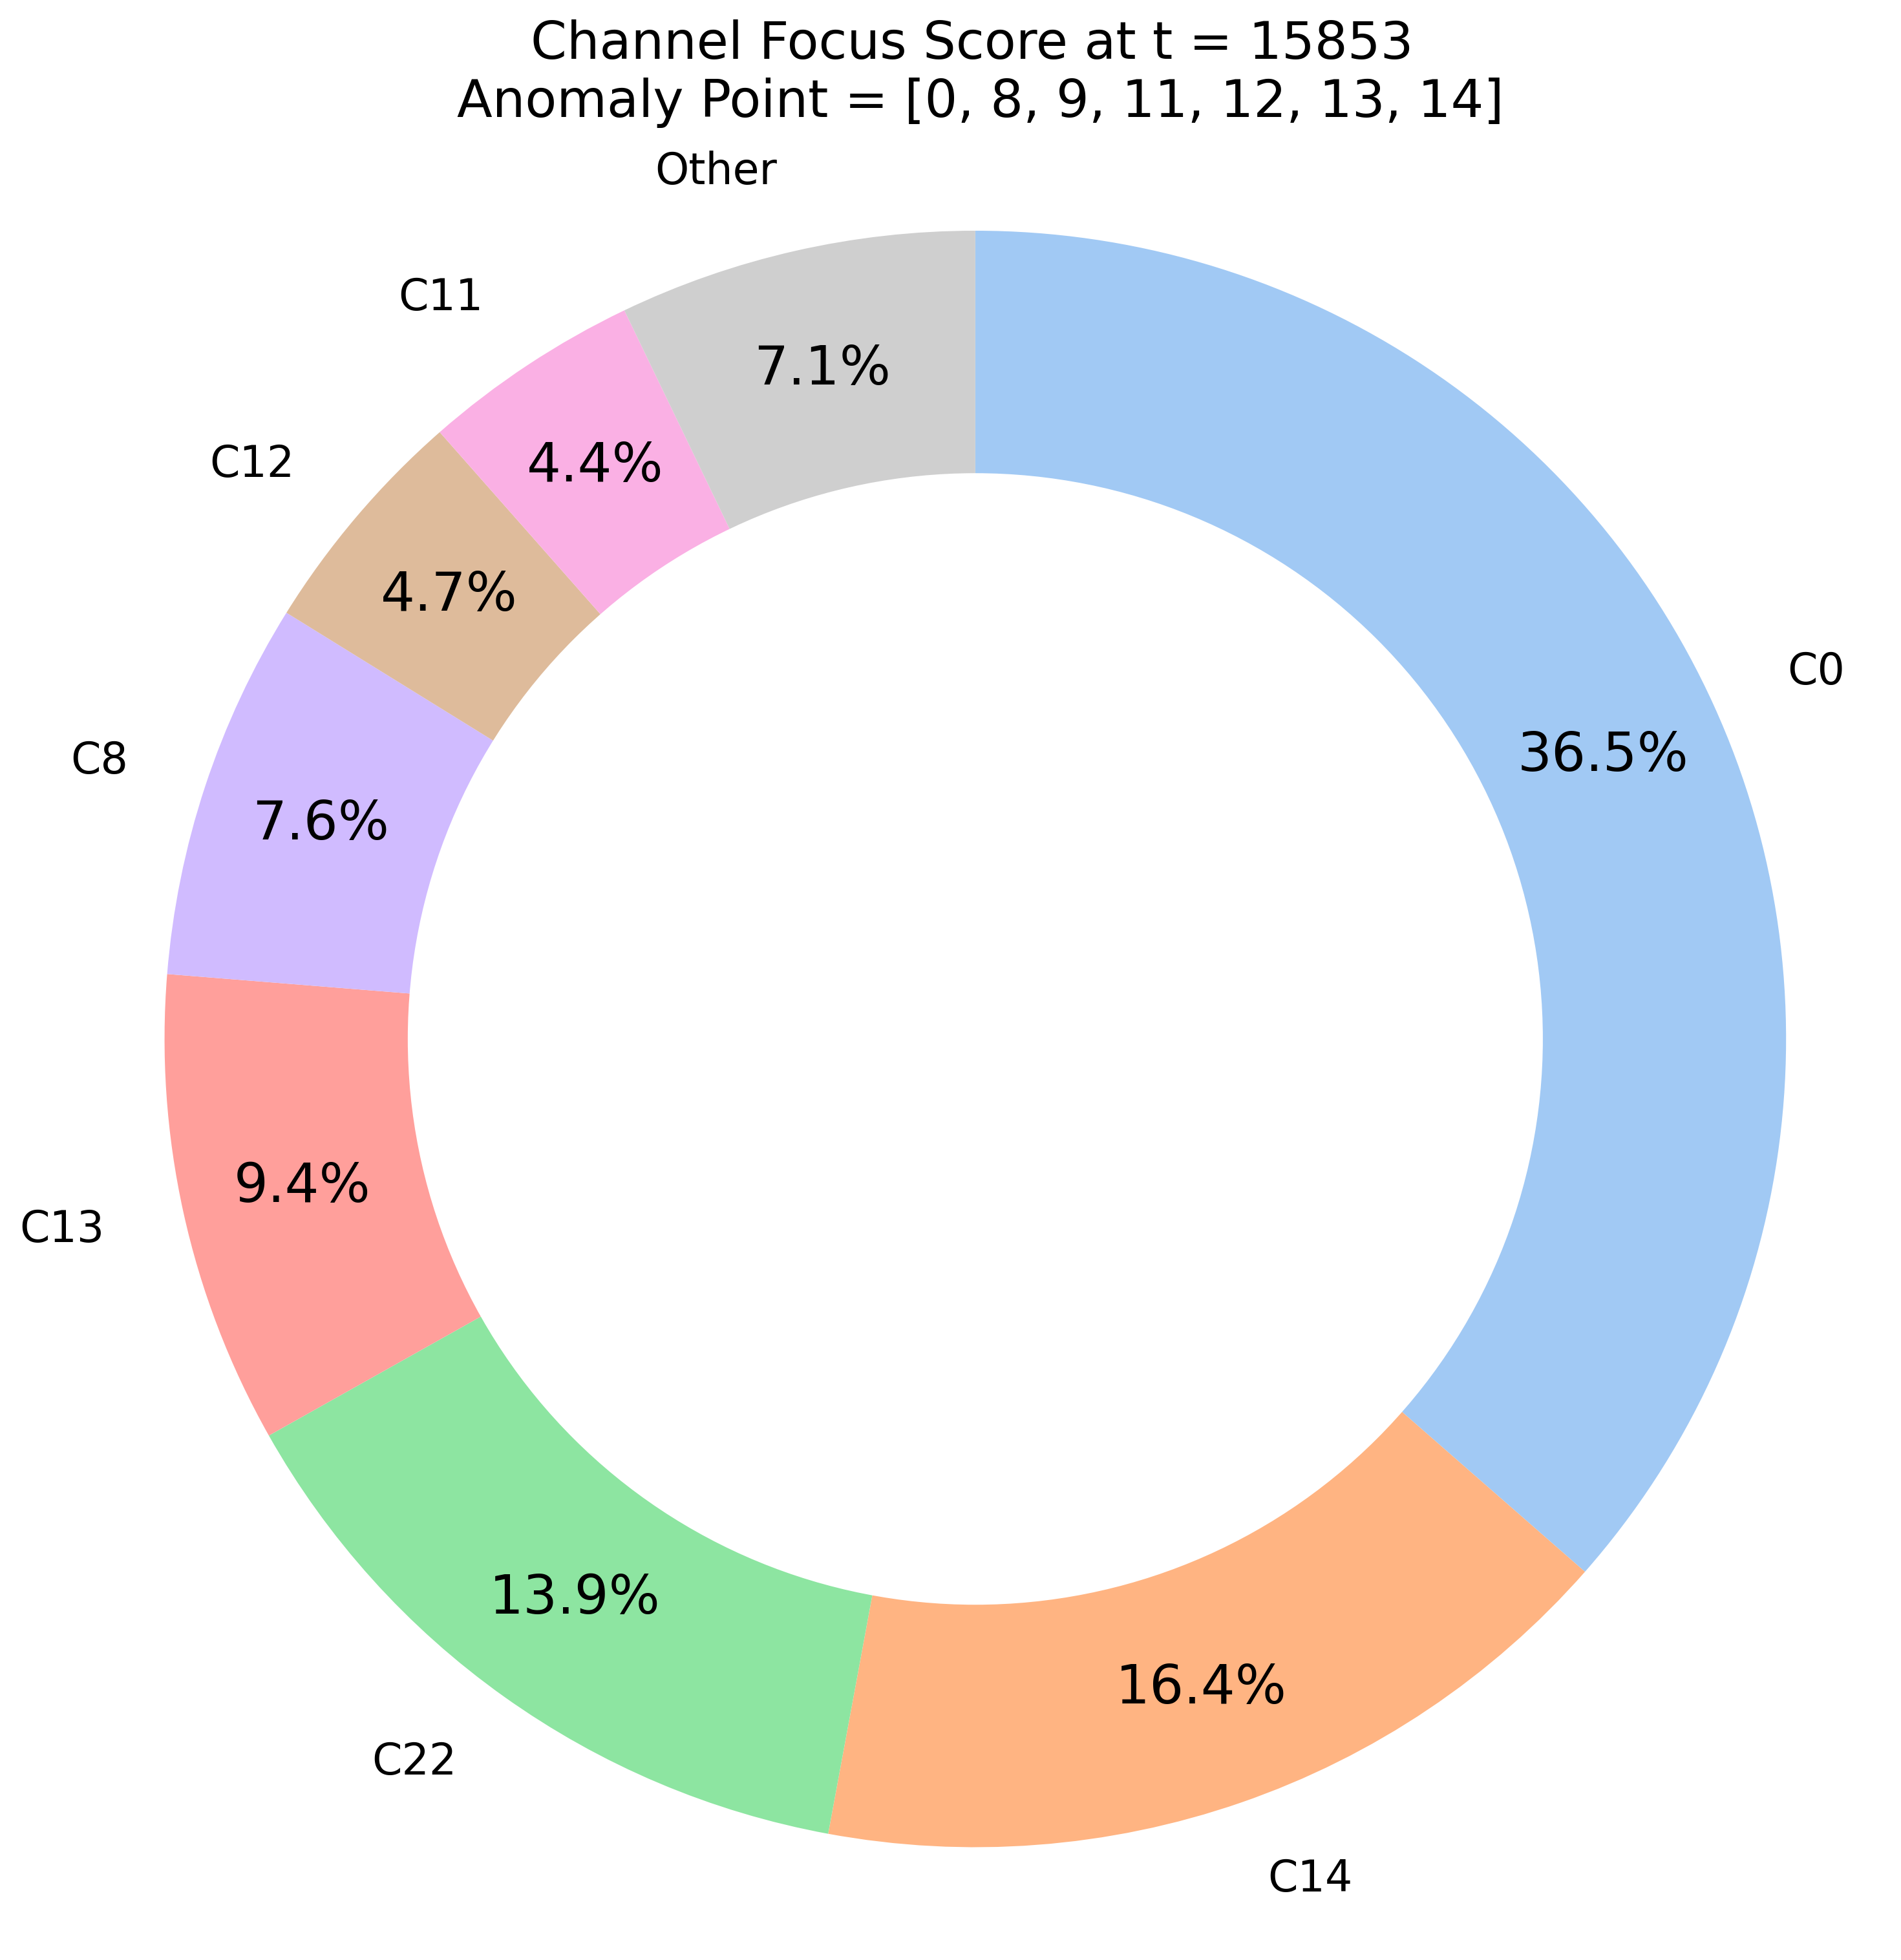 Channel Focus Score at t = 15853
Anomaly Point = [0, 8, 9, 11, 12, 13, 14]
Other
C11
7.1%
C12
4.4%
4.7%
C0
C8
36.5%
7.6%
9.4%
C13
13.9%
16.4%
C22
C14